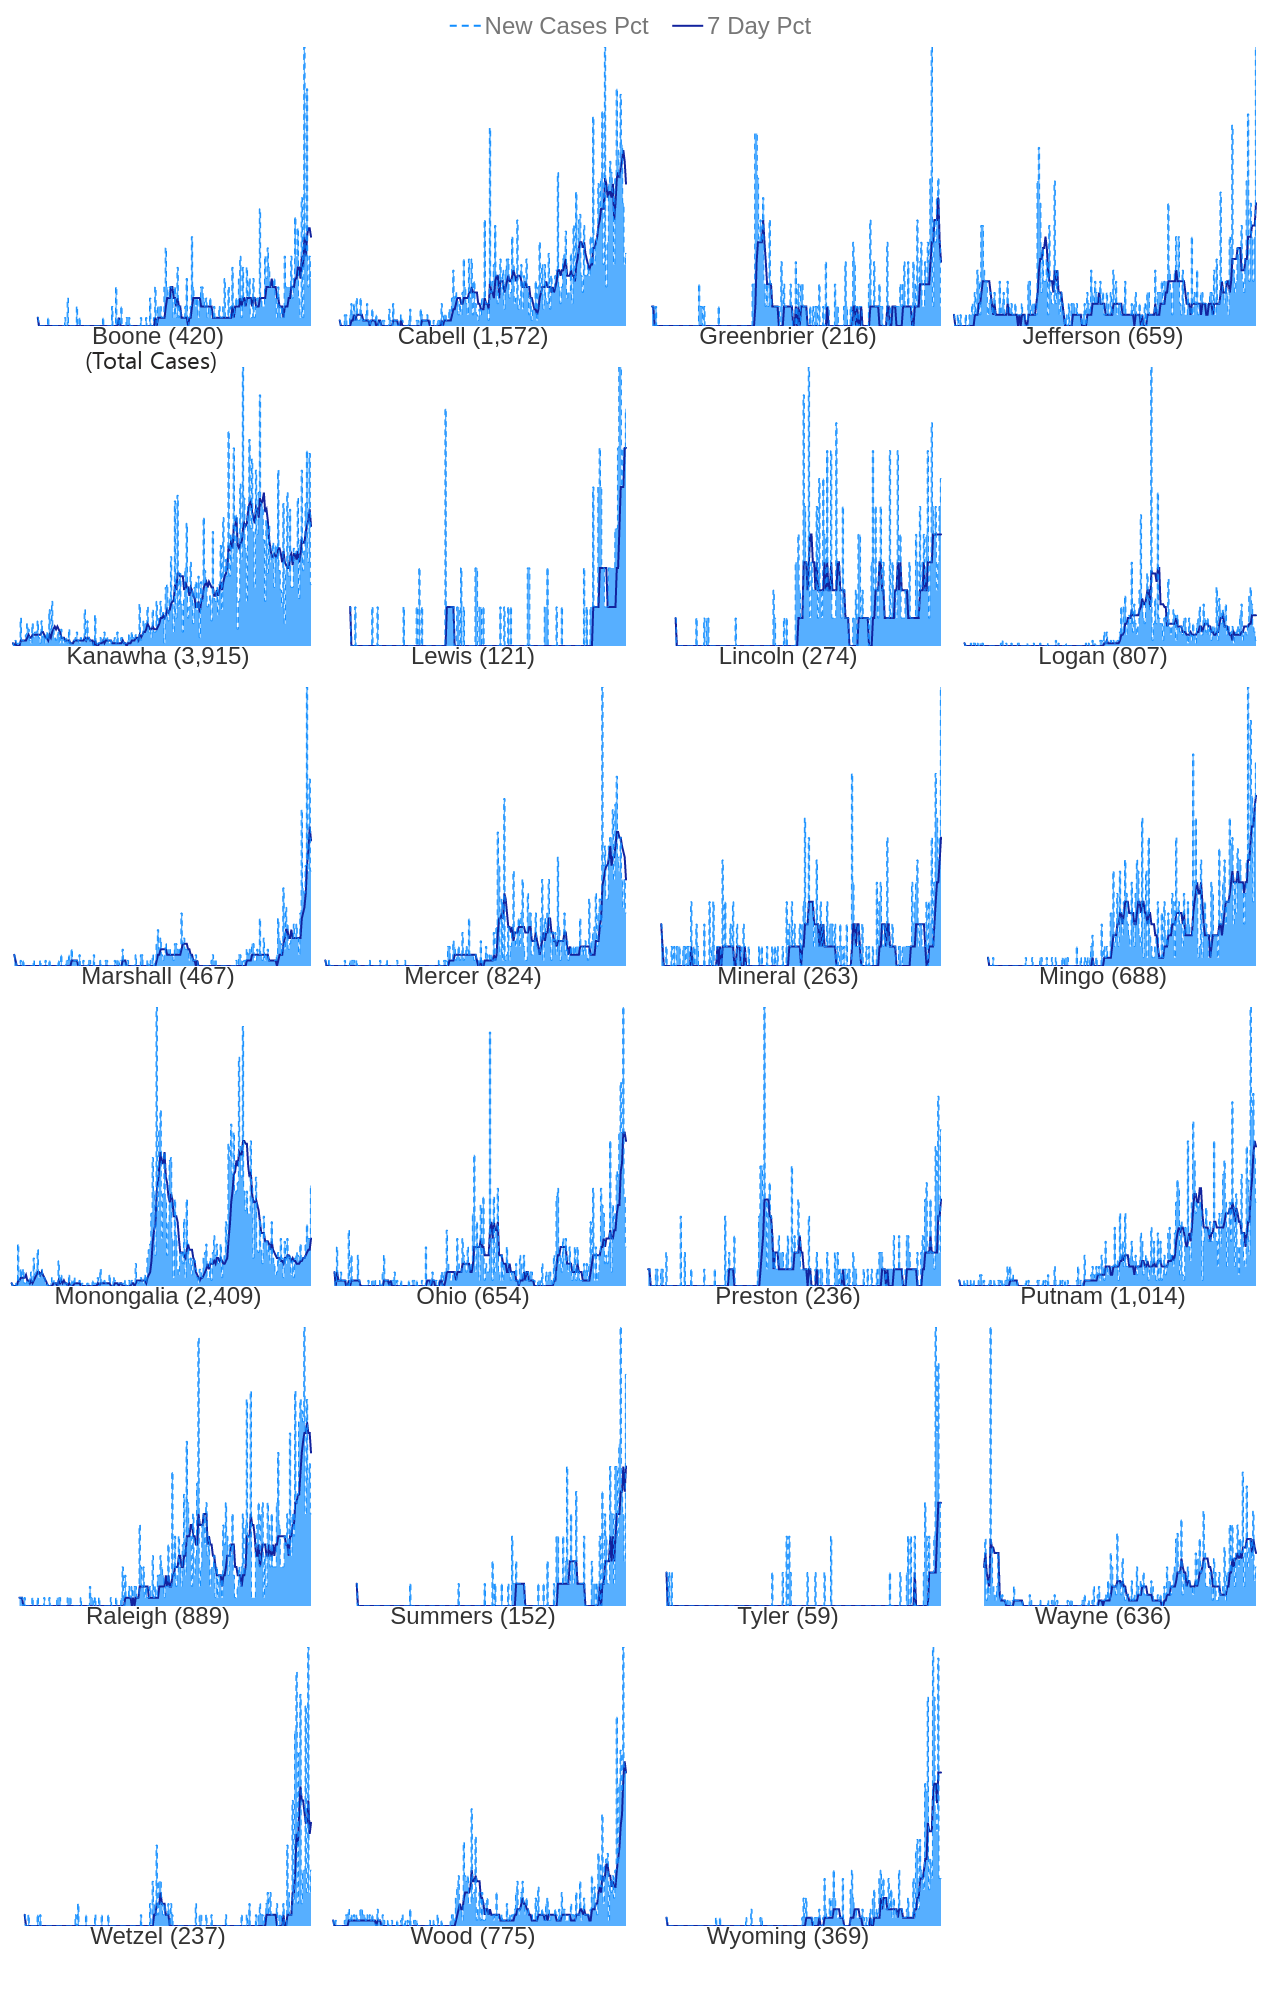 New Cases Pct 7 Day Pct
Boone (420) Cabell (1,572) Greenbrier (216) Jefferson (659)
(Total Cases)
Kanawha (3,915) Lewis (121) Lincoln (274) Logan (807)
Marshall (467) Mercer (824) Mineral (263) Mingo (688)
Monongalia (2,409) Ohio (654) Preston (236) Putnam (1,014)
Raleigh (889) Summers (152) Tyler (59) Wayne (636)
Wetzel (237) Wood (775) Wyoming (369)